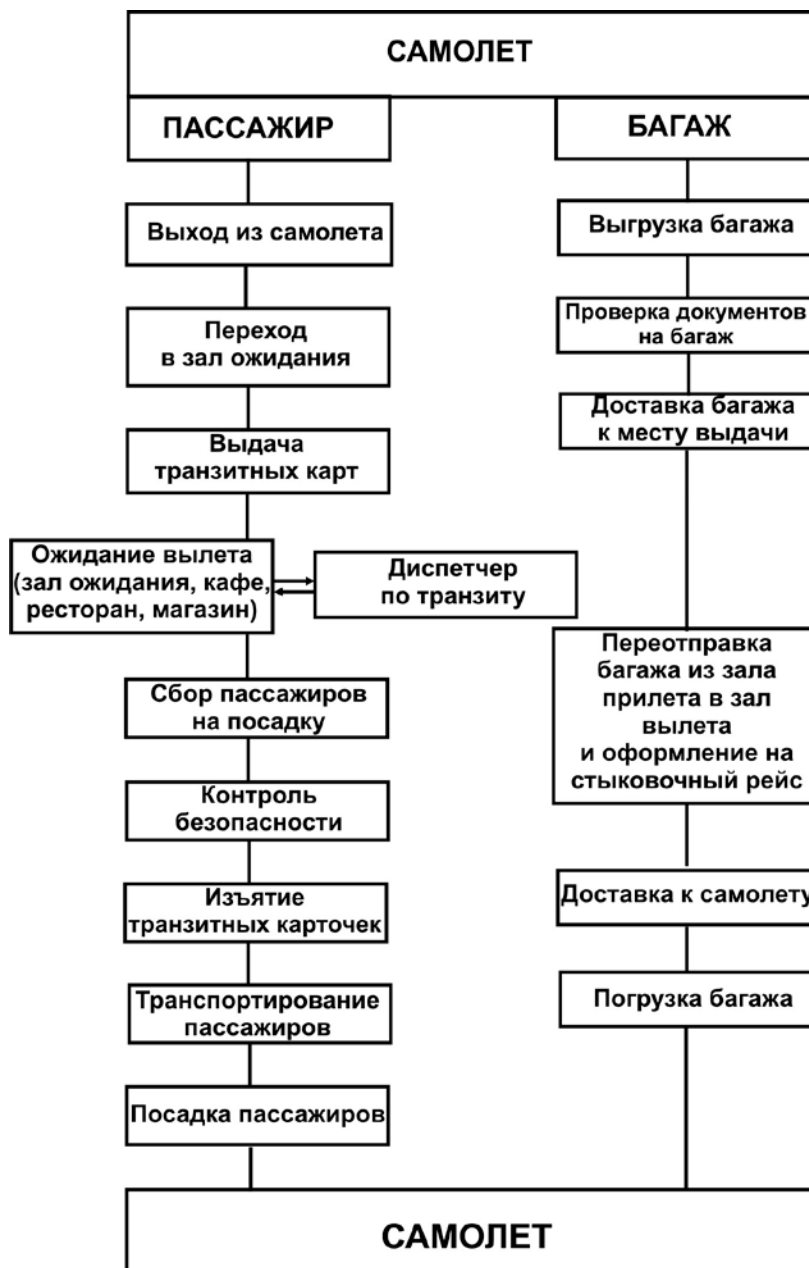 САМОЛЕТ
ПАССАЖИР
БАГАЖ
Выход из самолета
Выгрузка багажа
Переход
в зал ожидания
Проверка документов
на багаж
Выдача
транзитных карт
Доставка багажа
к месту выдачи
Ожидание вылета
(зал ожидания, кафе,
ресторан, магазин)
Диспетчер
по транзиту
Сбор пассажиров
на посадку
Переотправка
багажа из зала
прилета в зал
вылета
и оформление на
стыковочный рейс
Контроль
безопасности
Изъятие
транзитных карточек
Доставка к самолету
Транспортирование
пассажиров
Погрузка багажа
Посадка пассажиров
САМОЛЕТ